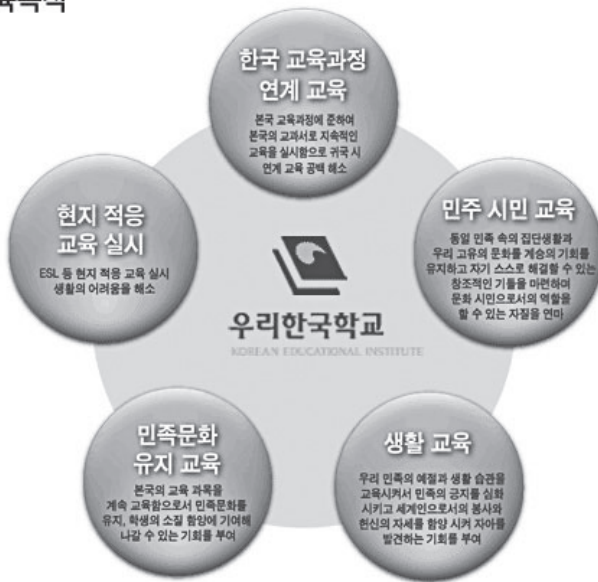 한국 교육과정
연계 교육
본국 교육과정에 준하여
본국의 교과서로 지속적인
교육을 실시함으로 귀국 시
연계 교육 공백 해소
현지 적응
교육 실시
ESL 등 현지 적응 교육 실시
생활의 어려움을 해소
민주 시민 교육
동일 민족 속의 집단생활과
우리 고유의 문화를 계승의 기회를
유지하고 자기 스스로 해결할 수 있는
창조적인 기틀을 마련하며
문화 시민으로서의 역할을
할 수 있는 자질을 연마
우리한국학교
KOREAN EDUCATIONAL INSTITUTE
민족문화
유지 교육
본국의 교육 과목을
계속 교육함으로서 민족문화를
유지, 학생의 소질 함양에 기여해
나갈 수 있는 기회를 부여
생활 교육
우리 민족의 예절과 생활 습관을
교육시켜서 민족의 긍지를 심화
시키고 세계인으로서의 봉사와
헌신의 자세를 함양 시켜 자아를
발견하는 기회를 부여